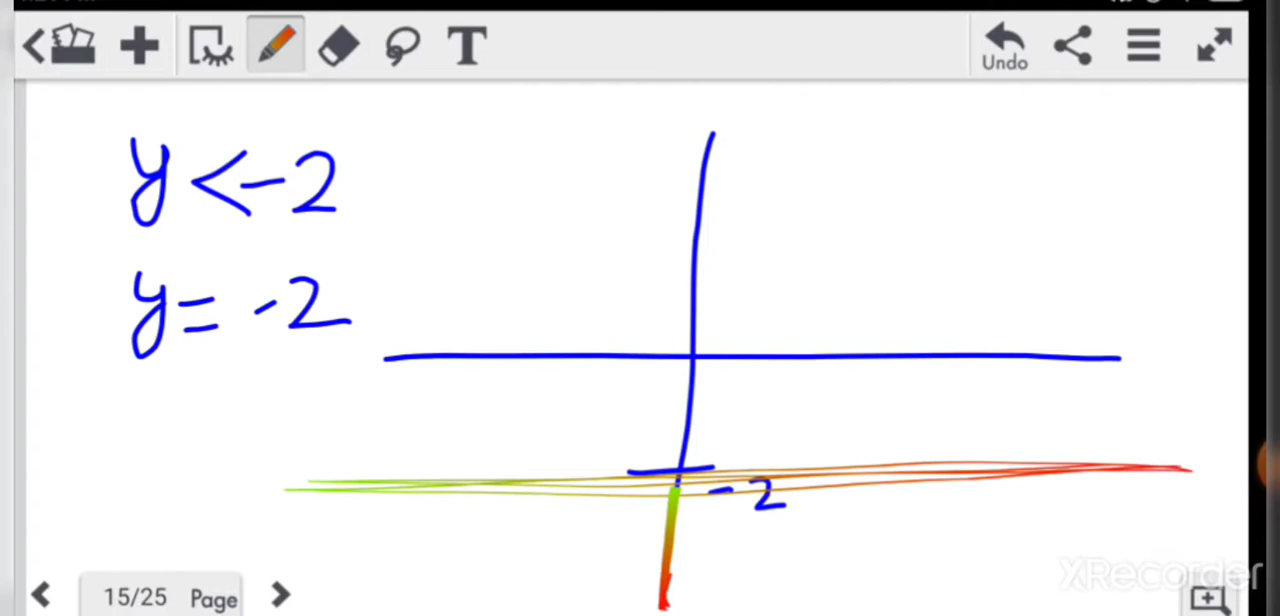 T
Undo
y < -2
y = -2
-2
15/25 Page
XRecorder